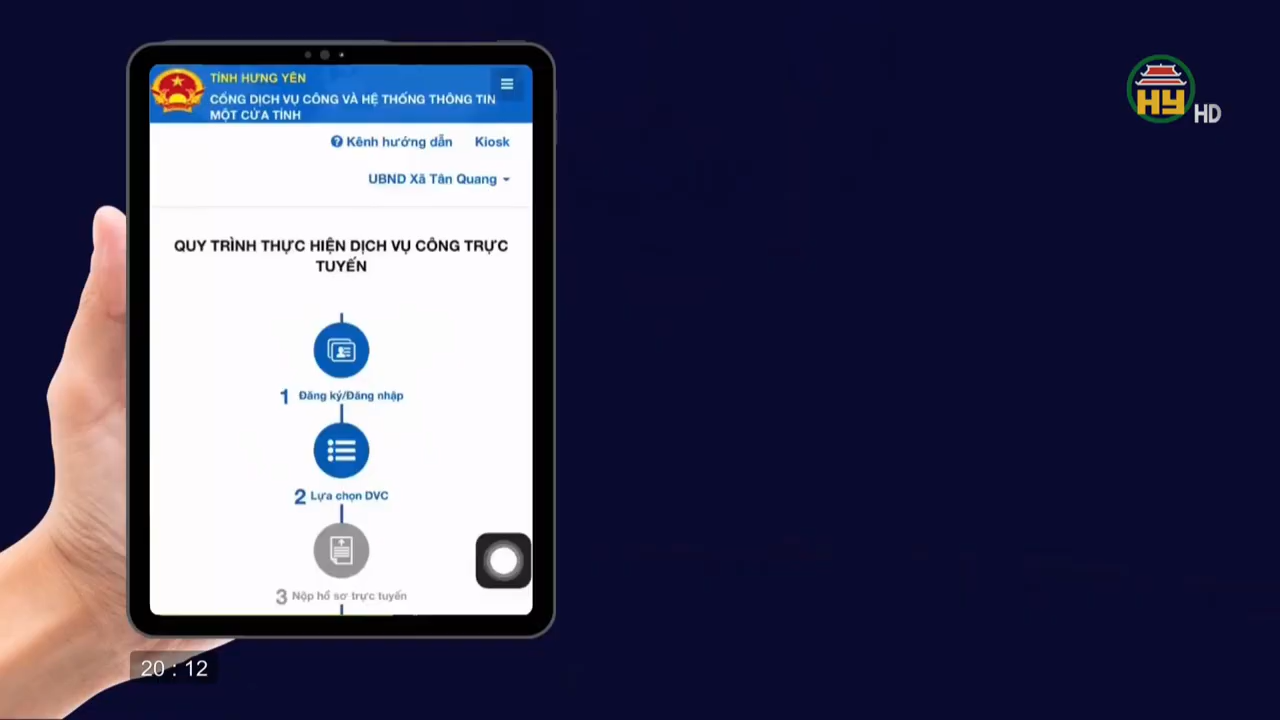 TỈNH HƯNG YÊN
CỔNG DỊCH VỤ CÔNG VÀ HỆ THỐNG THÔNG TIN
MỘT CỬA TỈNH
Kênh hướng dẫn Kiosk
UBND Xã Tân Quang
QUY TRÌNH THỰC HIỆN DỊCH VỤ CÔNG TRỰC
TUYẾN
1 Đăng ký/Đăng nhập
2 Lựa chọn DVC
3 Nộp hồ sơ trực tuyến
20 : 12
HY HD